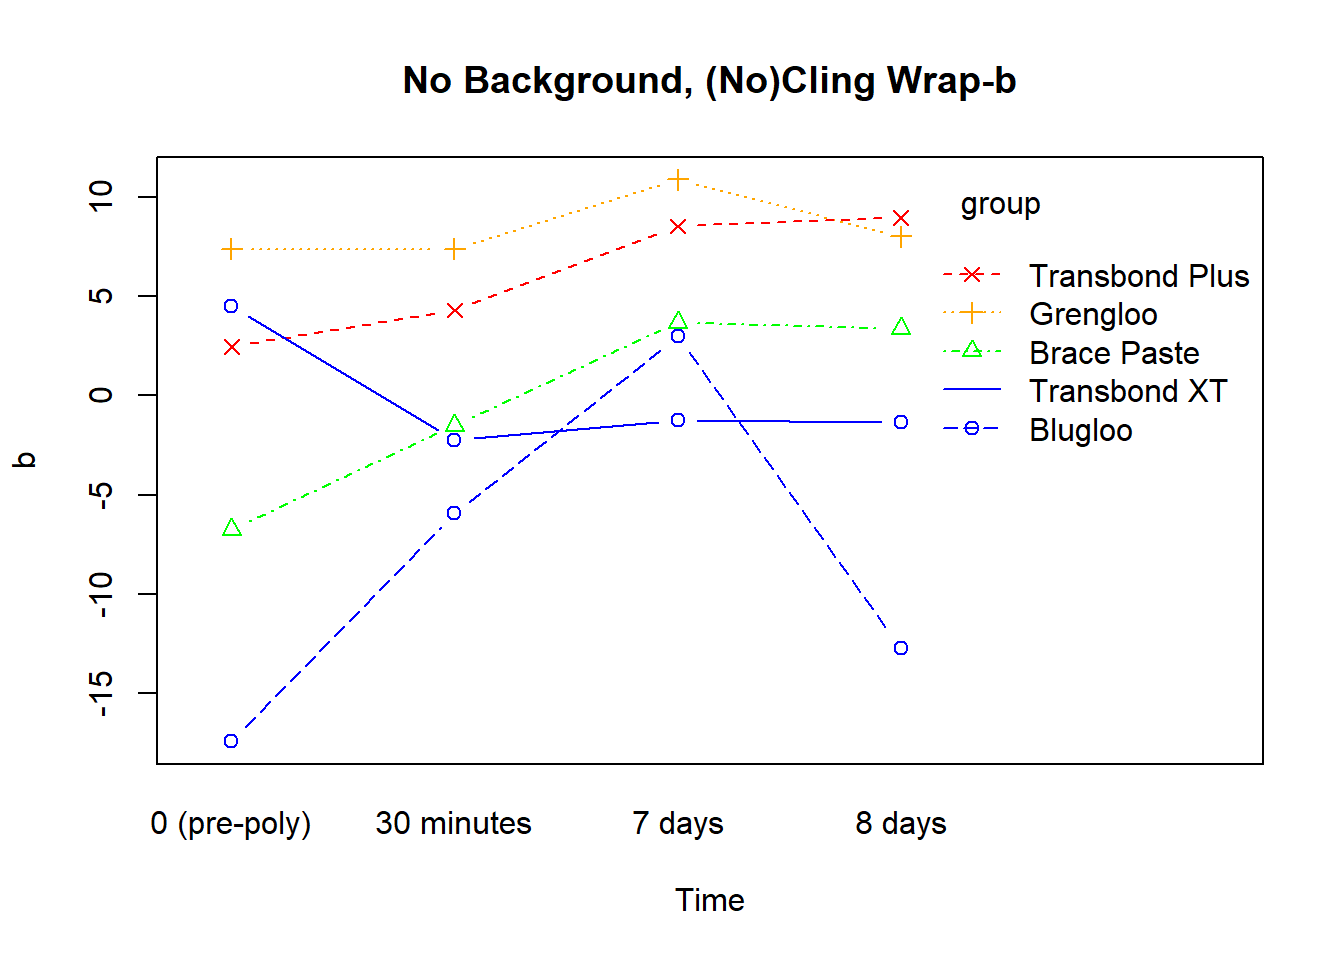 No Background, (No)Cling Wrap-b
10
5
0
-5
-10
-15
b
group
Transbond Plus
Grengloo
Brace Paste
Transbond XT
Blugloo
0 (pre-poly) 30 minutes 7 days 8 days
Time